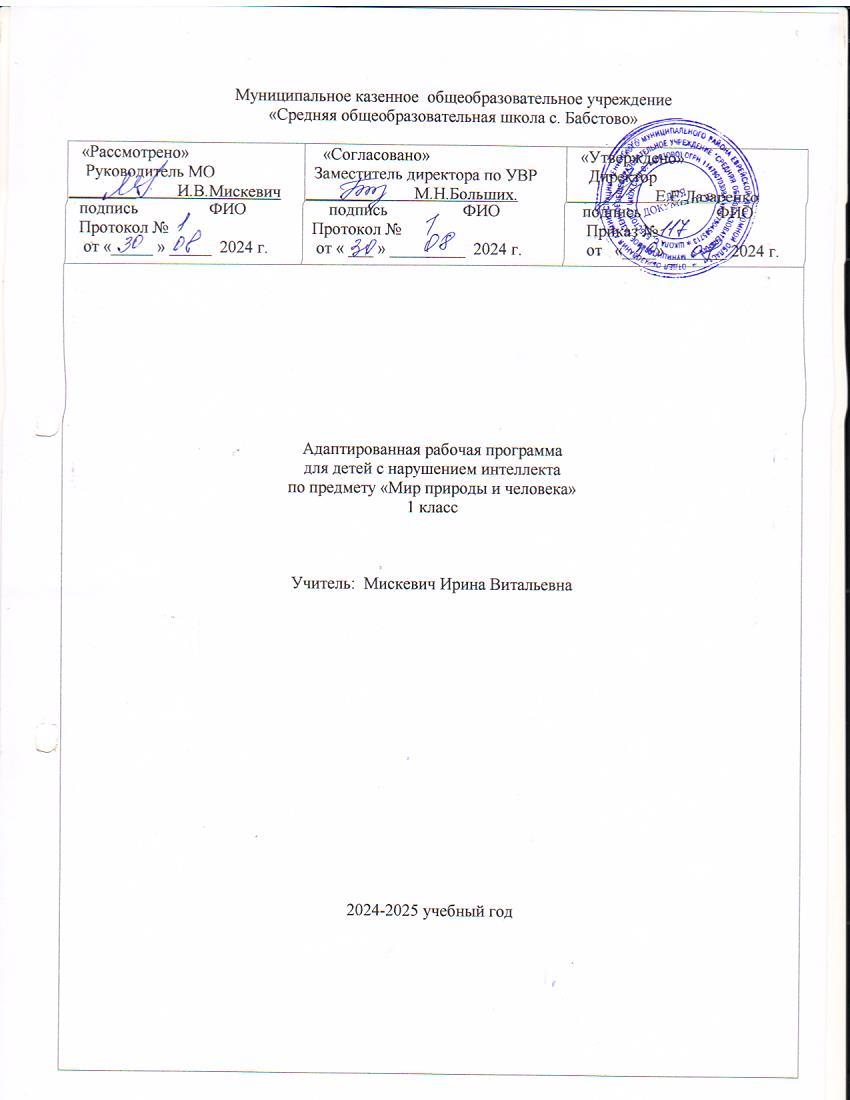 Муниципальное казенное общеобразовательное учреждение
«Средняя общеобразовательная школа с. Бабстово»
«Рассмотрено»
Руководитель МО
И.В.Мискевич
подпись ФИО
Протокол № 1
от « 30 » 08 2024 г.
«Согласовано»
Заместитель директора по УВР
М.Н.Больших.
подпись ФИО
Протокол № 1
от « 30 » 08 2024 г.
«Утверждено»
Директор
Е.Г.Лазаренко
подпись ФИО
Приказ № 117
от « » 2024 г.
ДЛЯ
ДОКУМЕНТОВ
Адаптированная рабочая программа
для детей с нарушением интеллекта
по предмету «Мир природы и человека»
1 класс
Учитель: Мискевич Ирина Витальевна
2024-2025 учебный год